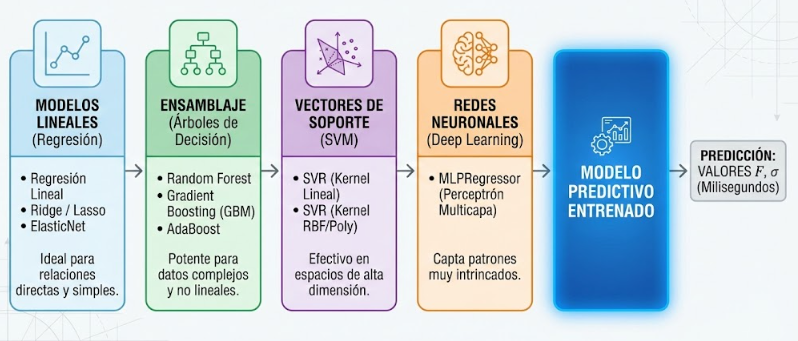 MODELOS
LINEALES
(Regresión)
• Regresión
Lineal
• Ridge / Lasso
• ElasticNet
Ideal para
relaciones
directas y simples.
ENSAMBLAJE
(Árboles de
Decisión)
• Random Forest
• Gradient
Boosting (GBM)
• AdaBoost
Potente para
datos complejos
y no lineales.
VECTORES DE
SOPORTE
(SVM)
• SVR (Kernel
Lineal)
• SVR (Kernel
RBF/Poly)
Efectivo en
espacios de alta
dimensión.
REDES
NEURONALES
(Deep Learning)
• MLPRegressor
(Perceptrón
Multicapa)
Capta patrones
muy intrincados.
MODELO
PREDICTIVO
ENTRENADO
PREDICCIÓN:
VALORES F, σ
(Milisegundos)